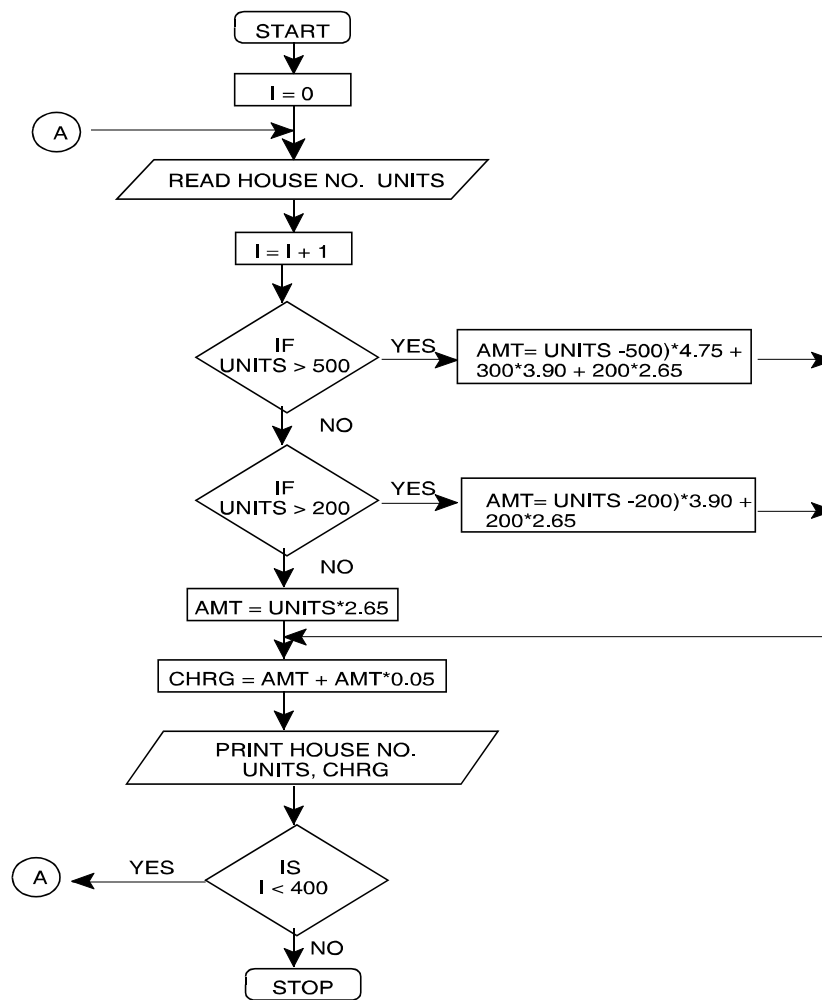 START
I = 0
A
READ HOUSE NO. UNITS
I = I + 1
IF
UNITS > 500
YES
AMT= UNITS -500)*4.75 +
300*3.90 + 200*2.65
NO
IF
UNITS > 200
YES
AMT= UNITS -200)*3.90 +
200*2.65
NO
AMT = UNITS*2.65
CHRG = AMT + AMT*0.05
PRINT HOUSE NO.
UNITS, CHRG
IS
I < 400
YES
A
NO
STOP